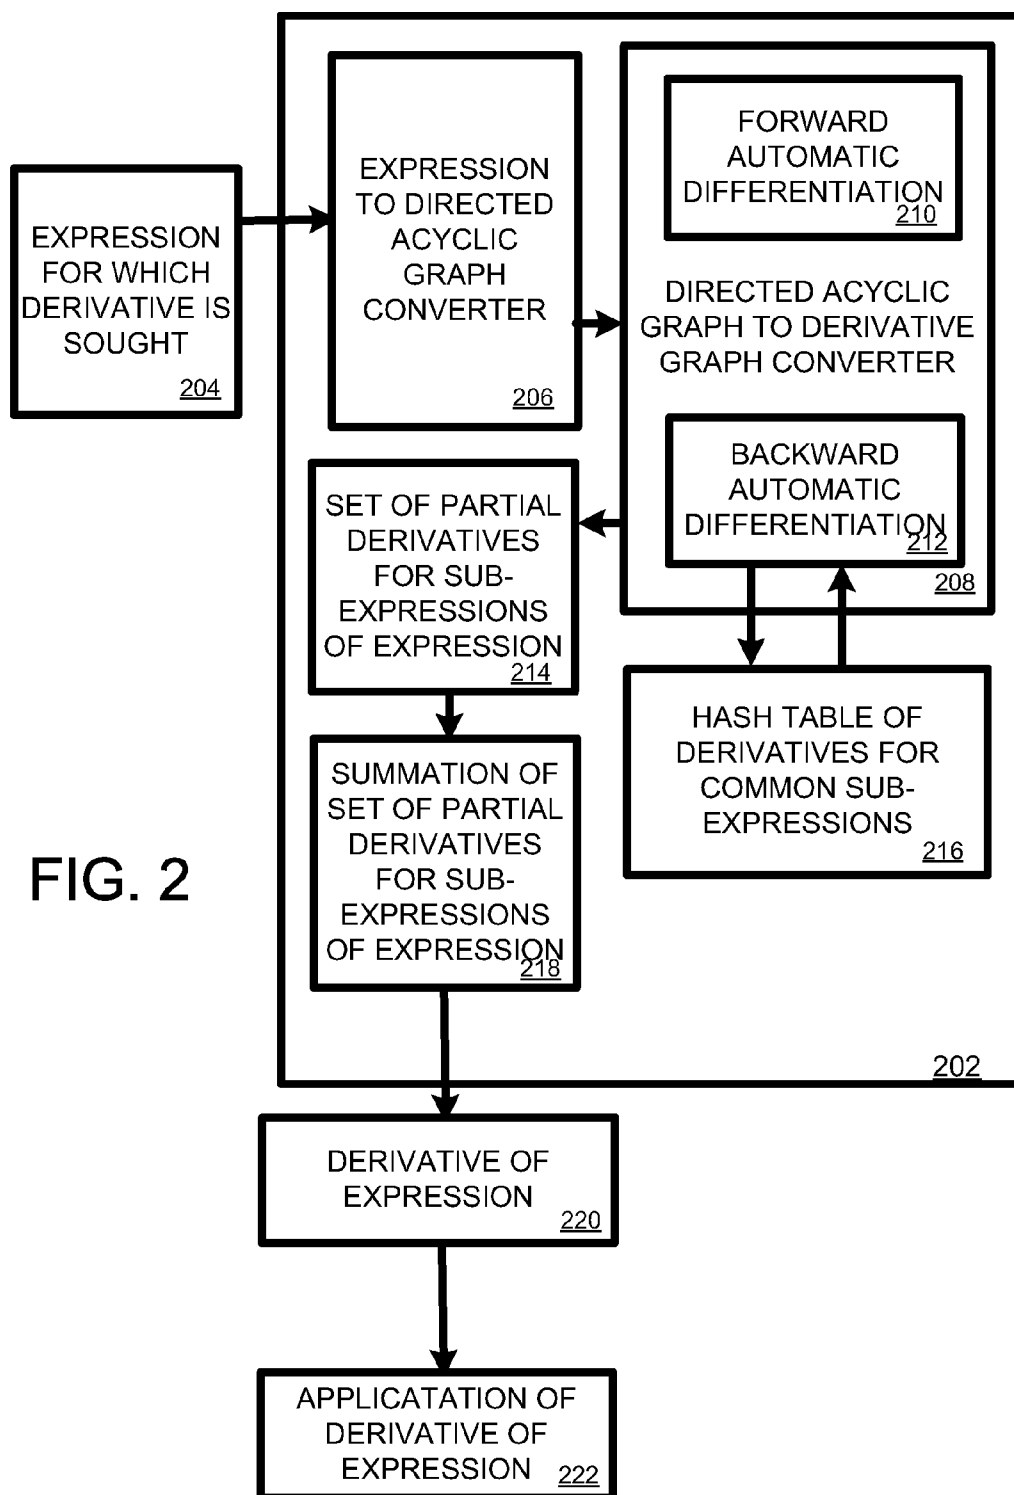 EXPRESSION
FOR WHICH
DERIVATIVE IS
SOUGHT
204
EXPRESSION
TO DIRECTED
ACYCLIC
GRAPH
CONVERTER
206
FORWARD
AUTOMATIC
DIFFERENTIATION
210
DIRECTED ACYCLIC
GRAPH TO DERIVATIVE
GRAPH CONVERTER
BACKWARD
AUTOMATIC
DIFFERENTIATION
212
208
SET OF PARTIAL
DERIVATIVES
FOR SUB-
EXPRESSIONS
OF EXPRESSION
214
HASH TABLE OF
DERIVATIVES FOR
COMMON SUB-
EXPRESSIONS
216
SUMMATION OF
SET OF PARTIAL
DERIVATIVES
FOR SUB-
EXPRESSIONS
OF EXPRESSION
218
FIG. 2
202
DERIVATIVE OF
EXPRESSION
220
APPLICATATION OF
DERIVATIVE OF
EXPRESSION
222